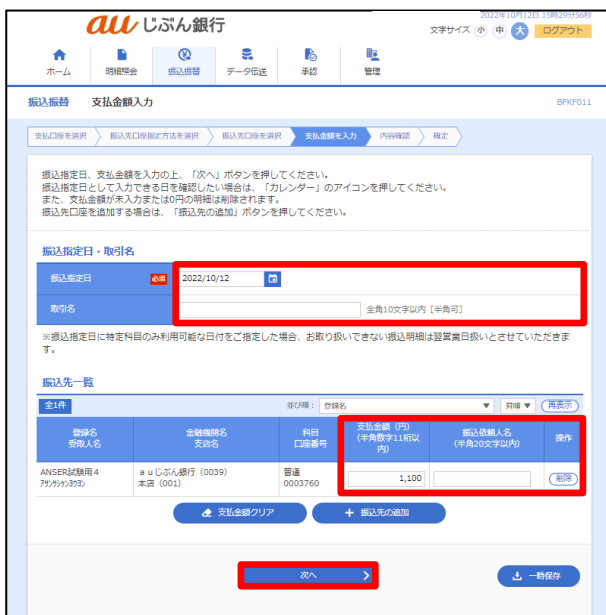 2022年10月12日 15時29分56秒
au じぶん銀行
文字サイズ 小 中 大 ログアウト
ホーム 明細照会 振込振替 データ伝送 承認 管理
振込振替 支払金額入力 BFKF011
支払口座を選択 振込先口座指定方法を選択 振込先口座を選択 支払金額を入力 内容確認 確定
振込指定日、支払金額を入力の上、「次へ」ボタンを押してください。
振込指定日として入力できる日を確認したい場合は、「カレンダー」のアイコンを押してください。
また、支払金額が未入力または0円の明細は削除されます。
振込先口座を追加する場合は、「振込先の追加」ボタンを押してください。
振込指定日・取引名
振込指定日 必須 2022/10/12
取引名 全角10文字以内 [半角可]
※振込指定日に特定科目のみ利用可能な日付をご指定した場合、お取り扱いできない振込明細は翌営業日扱いとさせていただきま
す。
振込先一覧
全1件 並び順： 登録名 ▼ 昇順 ▼ 再表示
登録名
受取人名
金融機関名
支店名
科目
口座番号
支払金額（円）
（半角数字11桁以
内）
振込依頼人名
（半角20文字以内）
操作
ANSER試験用４
ｱﾝｻｼｹﾝﾖｳﾖﾝ
ａｕじぶん銀行（0039）
本店（001）
普通
0003760
1,100
削除
支払金額クリア ＋ 振込先の追加
次へ
一時保存